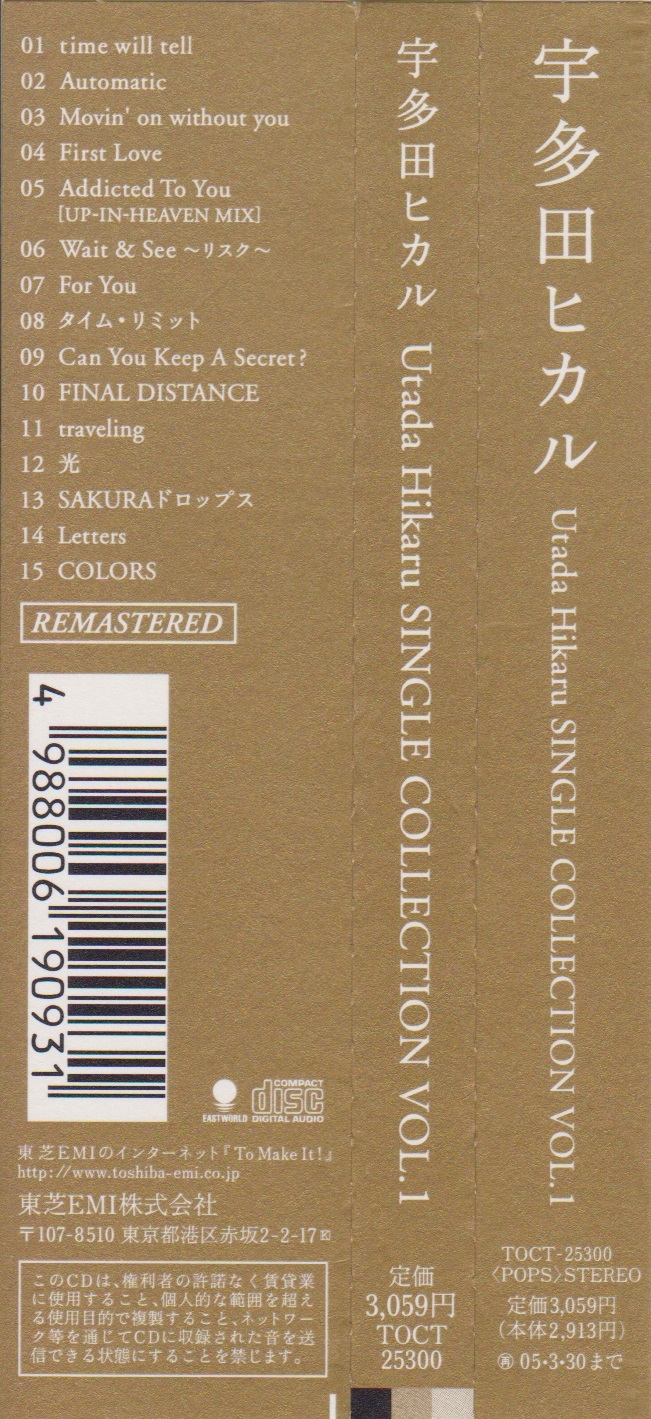 01 time will tell
02 Automatic
03 Movin' on without you
04 First Love
05 Addicted To You
[UP-IN-HEAVEN MIX]
06 Wait & See ～リスク～
07 For You
08 タイム・リミット
09 Can You Keep A Secret?
10 FINAL DISTANCE
11 traveling
12 光
13 SAKURAドロップス
14 Letters
15 COLORS
REMASTERED
4 988006 190931
EASTWORLD
COMPACT
disc
DIGITAL AUDIO
東芝EMIのインターネット『To Make It!』
http://www.toshiba-emi.co.jp
東芝EMI株式会社
〒107-8510 東京都港区赤坂2-2-17
このCDは、権利者の許諾なく賃貸業
に使用すること、個人的な範囲を超え
る使用目的で複製すること、ネットワー
ク等を通じてCDに収録された音を送
信できる状態にすることを禁じます。
宇多田ヒカル Utada Hikaru SINGLE COLLECTION VOL.1
定価
3,059円
TOCT
25300
宇多田ヒカル Utada Hikaru SINGLE COLLECTION VOL.1
TOCT-25300
〈POPS〉STEREO
定価3,059円
(本体2,913円)
再 05・3・30まで